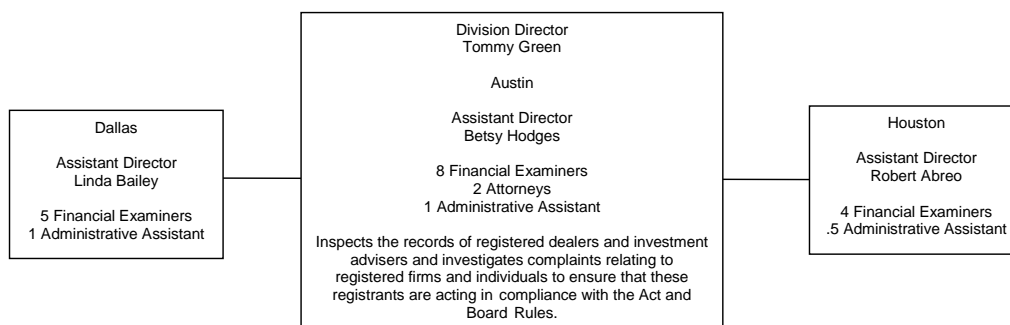 Dallas
Assistant Director
Linda Bailey
5 Financial Examiners
1 Administrative Assistant
Division Director
Tommy Green
Austin
Assistant Director
Betsy Hodges
8 Financial Examiners
2 Attorneys
1 Administrative Assistant
Inspects the records of registered dealers and investment
advisers and investigates complaints relating to
registered firms and individuals to ensure that these
registrants are acting in compliance with the Act and
Board Rules.
Houston
Assistant Director
Robert Abreo
4 Financial Examiners
.5 Administrative Assistant